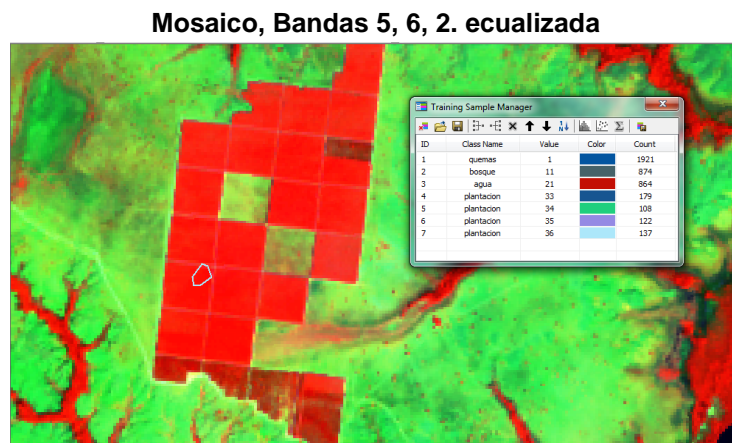 Mosaico, Bandas 5, 6, 2. ecualizada
Training Sample Manager
ID Class Name Value Color Count
1 quemas 1 1921
2 bosque 11 874
3 agua 21 864
4 plantacion 33 179
5 plantacion 34 108
6 plantacion 35 122
7 plantacion 36 137